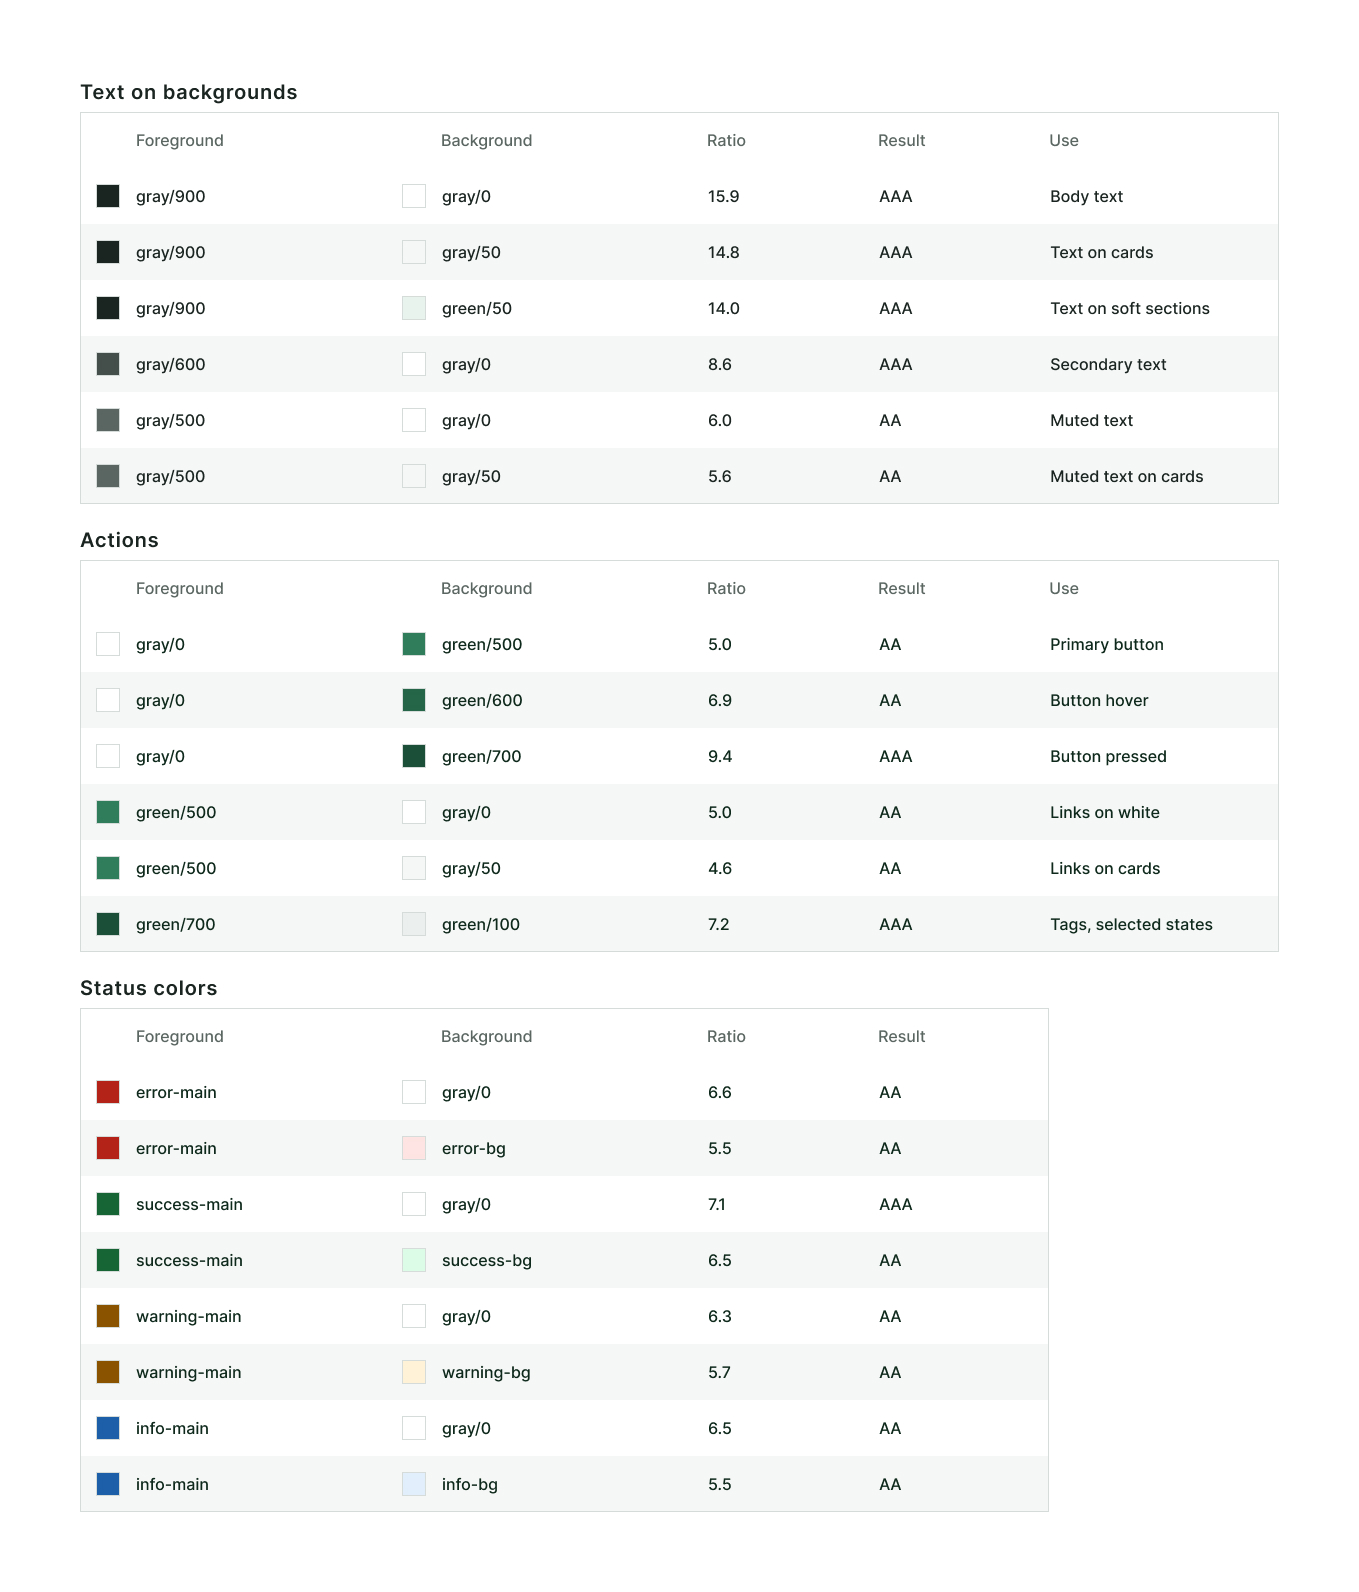 Text on backgrounds
Foreground Background Ratio Result Use
gray/900 gray/0 15.9 AAA Body text
gray/900 gray/50 14.8 AAA Text on cards
gray/900 green/50 14.0 AAA Text on soft sections
gray/600 gray/0 8.6 AAA Secondary text
gray/500 gray/0 6.0 AA Muted text
gray/500 gray/50 5.6 AA Muted text on cards
Actions
Foreground Background Ratio Result Use
gray/0 green/500 5.0 AA Primary button
gray/0 green/600 6.9 AA Button hover
gray/0 green/700 9.4 AAA Button pressed
green/500 gray/0 5.0 AA Links on white
green/500 gray/50 4.6 AA Links on cards
green/700 green/100 7.2 AAA Tags, selected states
Status colors
Foreground Background Ratio Result
error-main gray/0 6.6 AA
error-main error-bg 5.5 AA
success-main gray/0 7.1 AAA
success-main success-bg 6.5 AA
warning-main gray/0 6.3 AA
warning-main warning-bg 5.7 AA
info-main gray/0 6.5 AA
info-main info-bg 5.5 AA